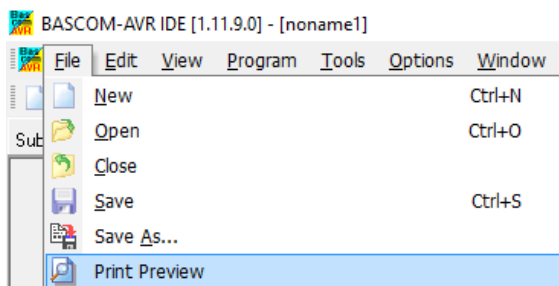 BASCOM-AVR IDE [1.11.9.0] - [noname1]
File Edit View Program Tools Options Window
New Ctrl+N
Sub
Open Ctrl+O
Close
Save Ctrl+S
Save As...
Print Preview